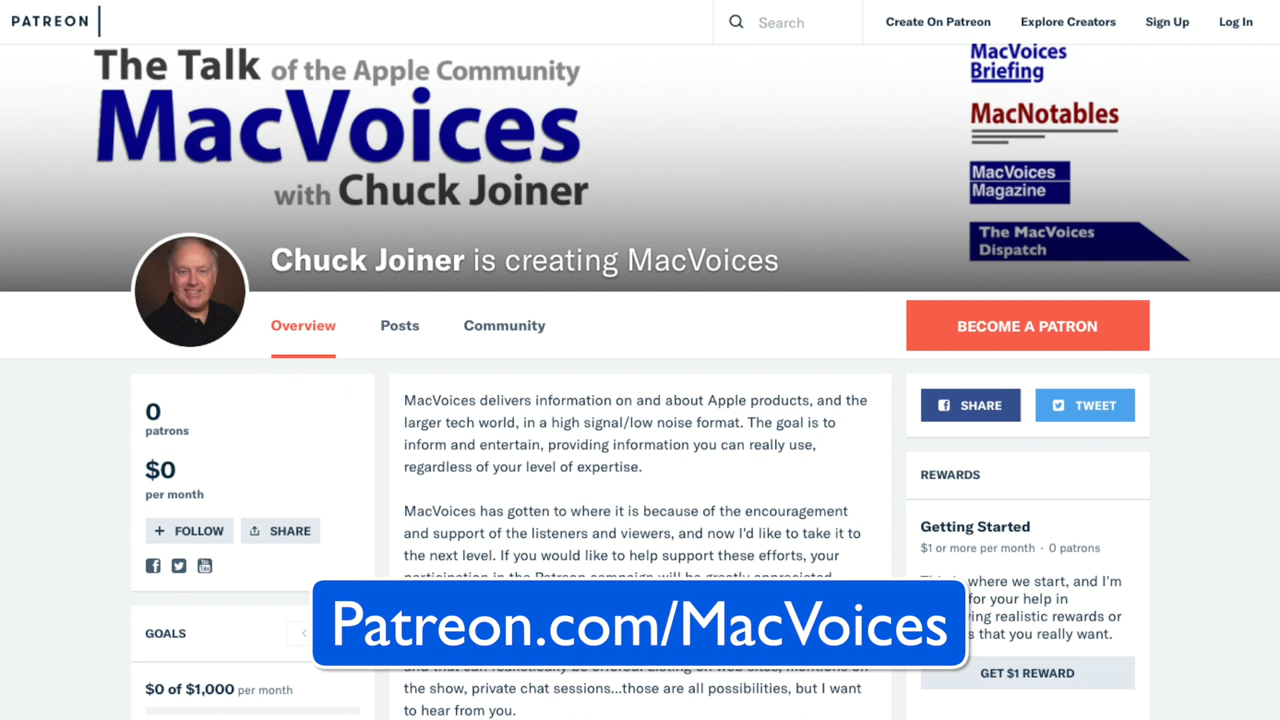 PATREON
Search
Create On Patreon
Explore Creators
Sign Up
Log In
The Talk of the Apple Community
MacVoices
with Chuck Joiner
MacVoices
Briefing
MacNotables
MacVoices
Magazine
The MacVoices
Dispatch
Chuck Joiner is creating MacVoices
Overview
Posts
Community
BECOME A PATRON
0
patrons
$0
per month
+ FOLLOW
SHARE
GOALS
$0 of $1,000 per month
MacVoices delivers information on and about Apple products, and the
larger tech world, in a high signal/low noise format. The goal is to
inform and entertain, providing information you can really use,
regardless of your level of expertise.
MacVoices has gotten to where it is because of the encouragement
and support of the listeners and viewers, and now I'd like to take it to
the next level. If you would like to help support these efforts, your
participation in the Patreon campaign will be greatly appreciated
Patreon.com/MacVoices
the show, private chat sessions...those are all possibilities, but I want
to hear from you.
SHARE
TWEET
REWARDS
Getting Started
$1 or more per month · 0 patrons
where we start, and I'm
for your help in
realistic rewards or
that you really want.
GET $1 REWARD